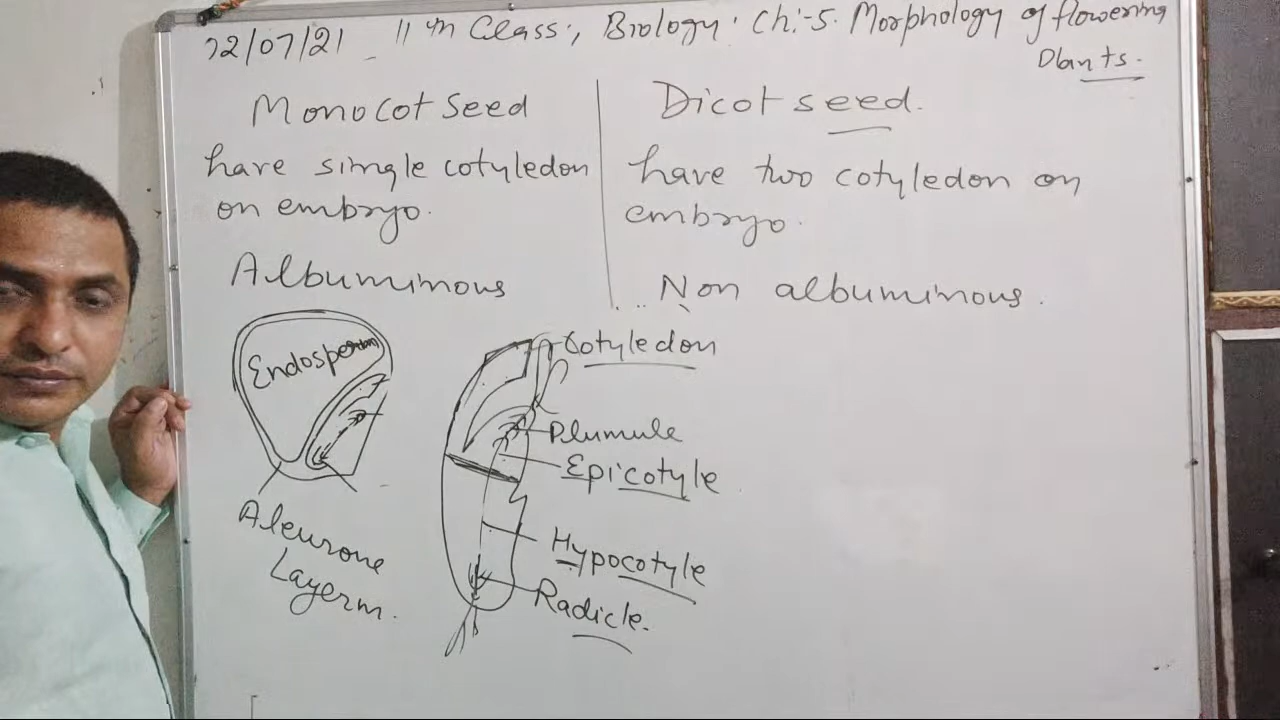 22/07/21 11th Class:, Biology: Ch:-5. Morphology of flowering
Plants.
Monocot Seed
have single cotyledon
on embryo.
Albuminous
Dicot seed.
have two cotyledon on
embryo.
Non albuminous.
Endosperm
Aleurone
Layerm.
Cotyledon
Plumule
Epicotyle
Hypocotyle
Radicle.